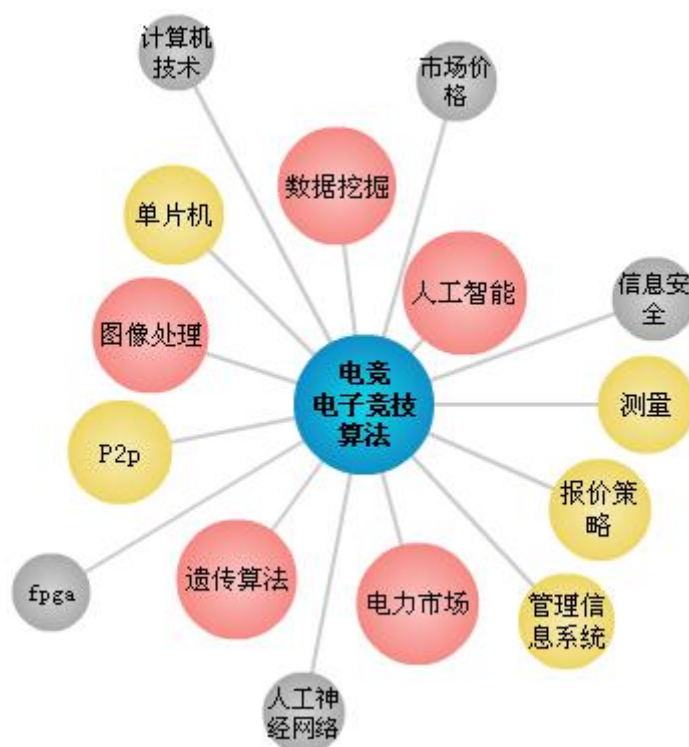 计算机
技术
市场价
格
数据挖掘
单片机
人工智能
信息安
全
图像处理
电竞
电子竞技
算法
测量
P2p
报价策
略
fpga
遗传算法
电力市场
管理信
息系统
人工神
经网络